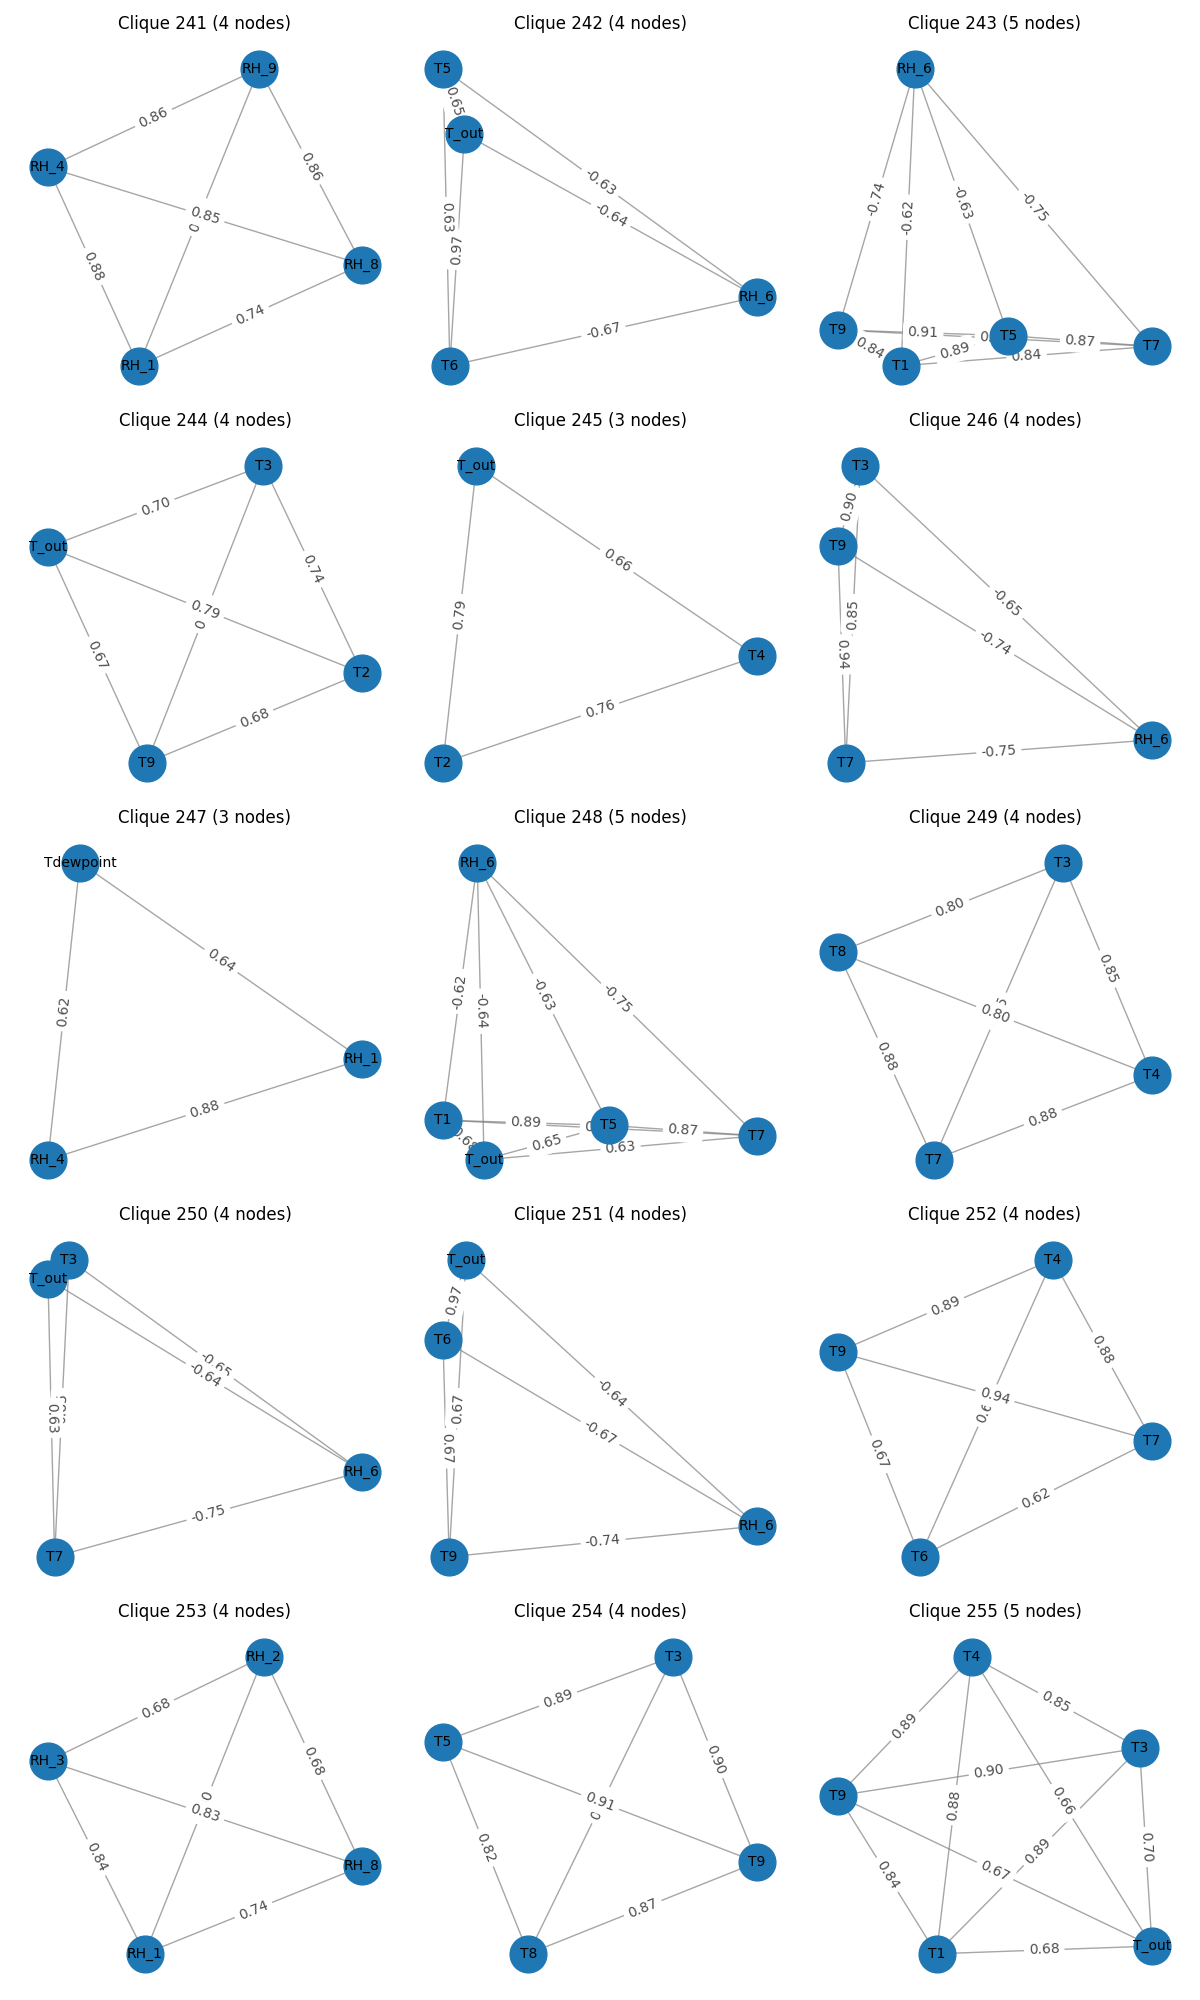 Clique 241 (4 nodes)
RH_9
0.86
RH_4
0.86
0.85
0.88
RH_8
0.74
RH_1
Clique 242 (4 nodes)
T5
0.65
T_out
-0.63
-0.64
0.63
0.97
RH_6
-0.67
T6
Clique 243 (5 nodes)
RH_6
-0.74
-0.62
-0.63
-0.75
T9
0.91
T5
0.87
T7
0.84
0.89
0.84
T1
Clique 244 (4 nodes)
T3
0.70
T_out
0.74
0.79
0.67
T2
0.68
T9
Clique 245 (3 nodes)
T_out
0.66
0.79
T4
0.76
T2
Clique 246 (4 nodes)
T3
0.90
T9
-0.65
0.85
-0.74
0.94
RH_6
-0.75
T7
Clique 247 (3 nodes)
Tdewpoint
0.64
0.62
RH_1
0.88
RH_4
Clique 248 (5 nodes)
RH_6
-0.62
-0.64
-0.63
-0.75
T1
0.89
T5
0.87
T7
0.68
0.65
0.63
T_out
Clique 249 (4 nodes)
T3
0.80
T8
0.85
0.80
0.88
T4
0.88
T7
Clique 250 (4 nodes)
T3
T_out
-0.65
-0.64
0.63
RH_6
-0.75
T7
Clique 251 (4 nodes)
T_out
0.97
T6
-0.64
0.67
-0.67
0.67
RH_6
-0.74
T9
Clique 252 (4 nodes)
T4
0.89
T9
0.88
0.94
0.67
T7
0.62
T6
Clique 253 (4 nodes)
RH_2
0.68
RH_3
0.68
0.83
0.84
RH_8
0.74
RH_1
Clique 254 (4 nodes)
T3
0.89
T5
0.90
0.91
0.82
T9
0.87
T8
Clique 255 (5 nodes)
T4
0.85
0.89
T3
0.90
T9
0.88
0.66
0.89
0.70
0.84
0.67
T1
0.68
T_out